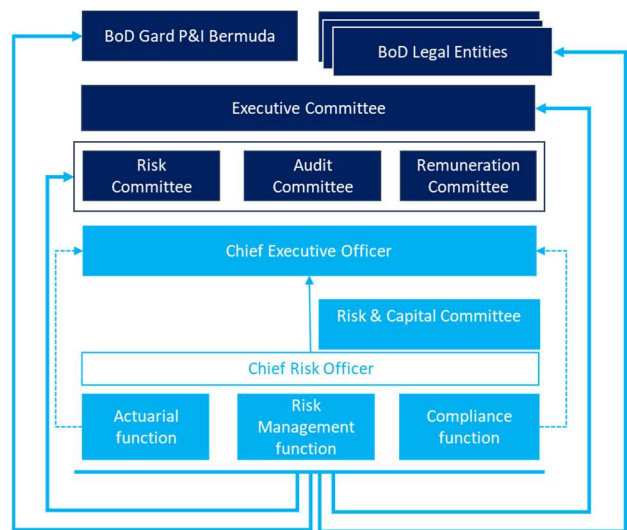 BoD Gard P&I Bermuda
BoD Legal Entities
Executive Committee
Risk
Committee
Audit
Committee
Remuneration
Committee
Chief Executive Officer
Risk & Capital Committee
Chief Risk Officer
Actuarial
function
Risk
Management
function
Compliance
function